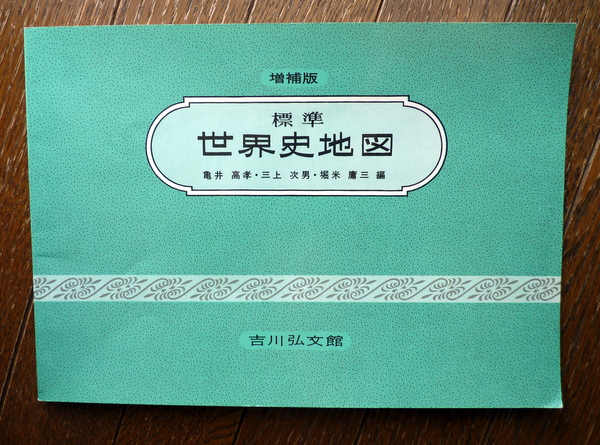 増補版
標準
世界史地図
亀井 高孝・三上 次男・堀米 庸三 編
吉川弘文館